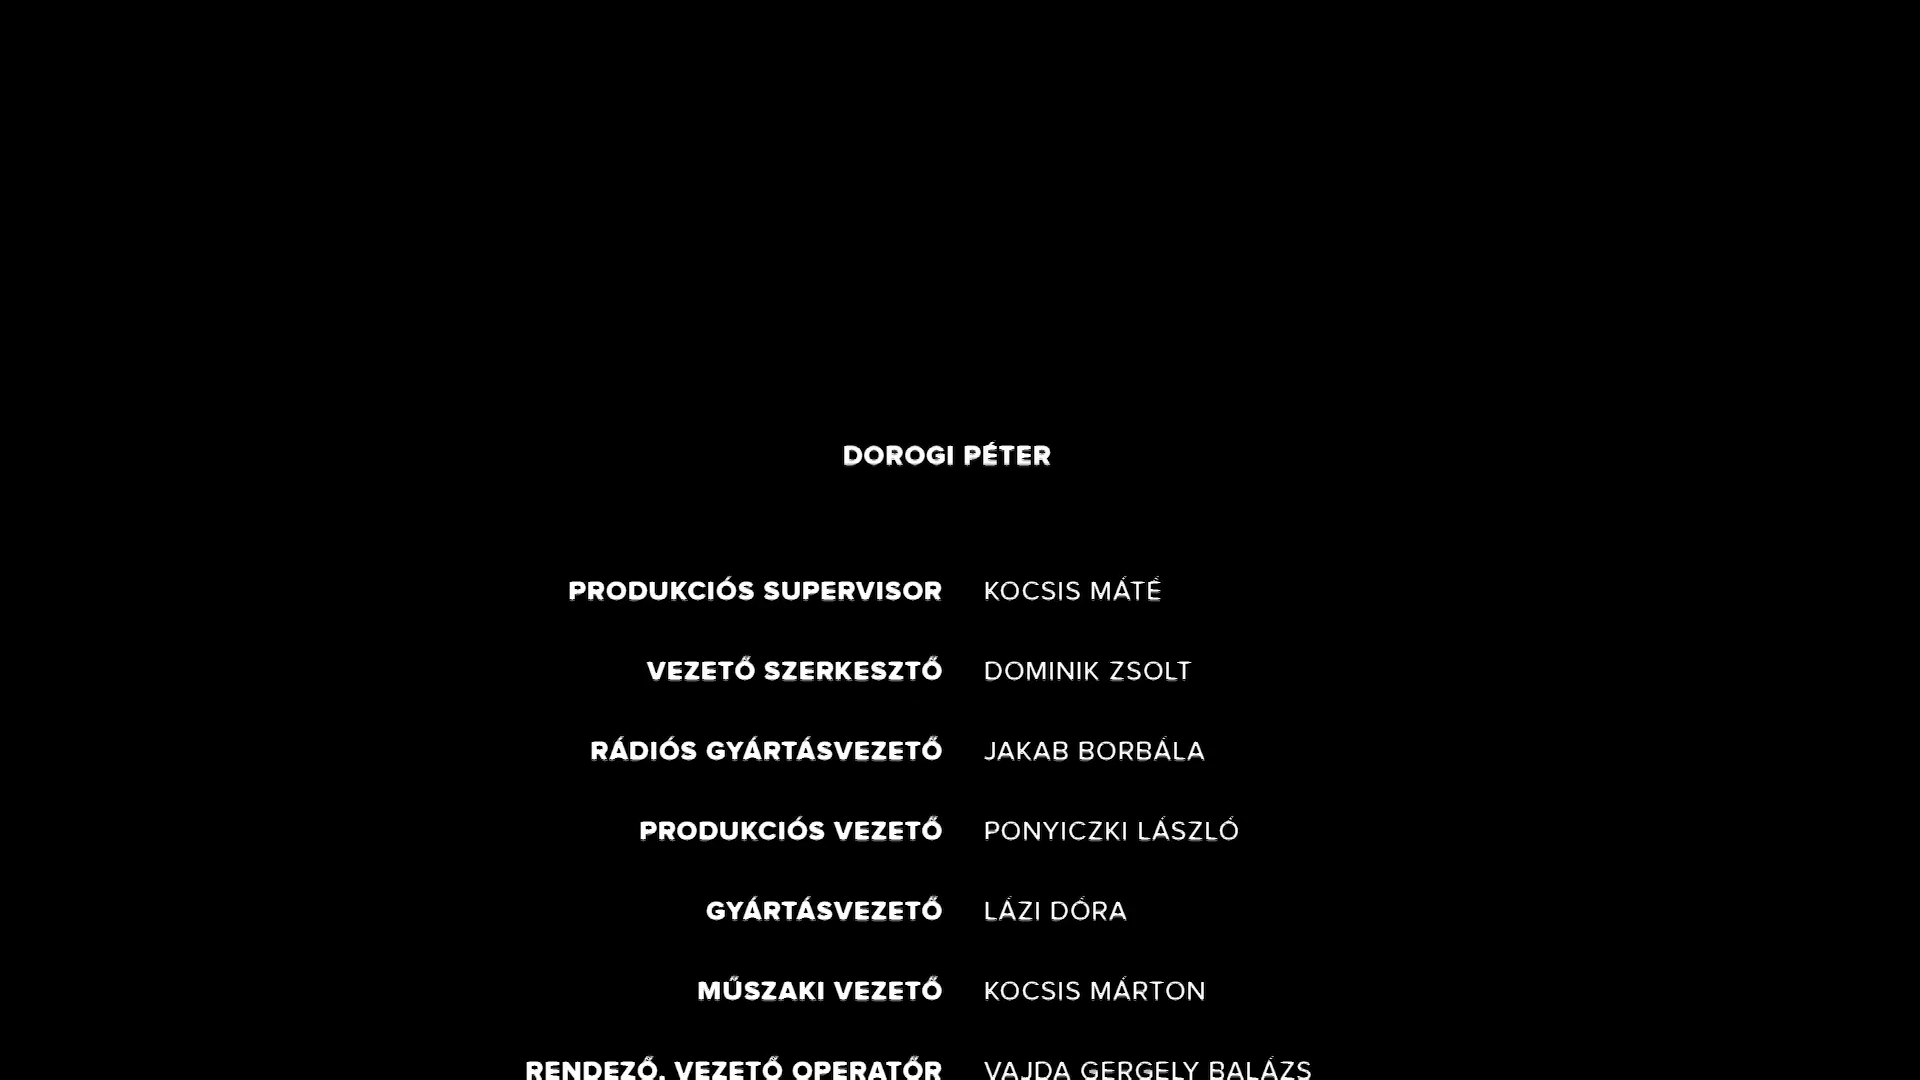 DOROGI PÉTER
PRODUKCIÓS SUPERVISOR KOCSIS MÁTÉ
VEZETŐ SZERKESZTŐ DOMINIK ZSOLT
RÁDIÓS GYÁRTÁSVEZETŐ JAKAB BORBÁLA
PRODUKCIÓS VEZETŐ PONYICZKI LÁSZLÓ
GYÁRTÁSVEZETŐ LÁZI DÓRA
MŰSZAKI VEZETŐ KOCSIS MÁRTON
RENDEZŐ, VEZETŐ OPERATŐR VAJDA GERGELY BALÁZS